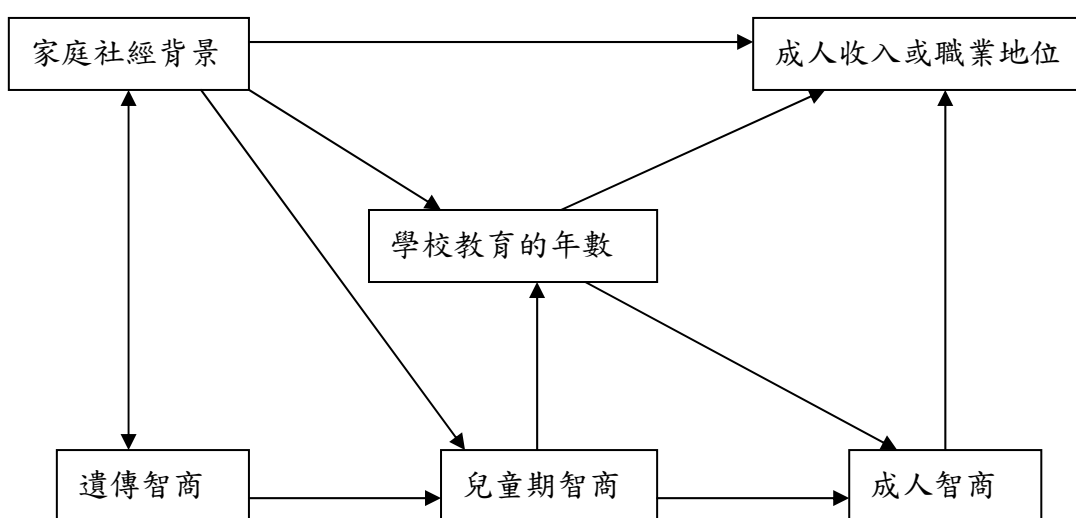 家庭社經背景
成人收入或職業地位
學校教育的年數
遺傳智商
兒童期智商
成人智商